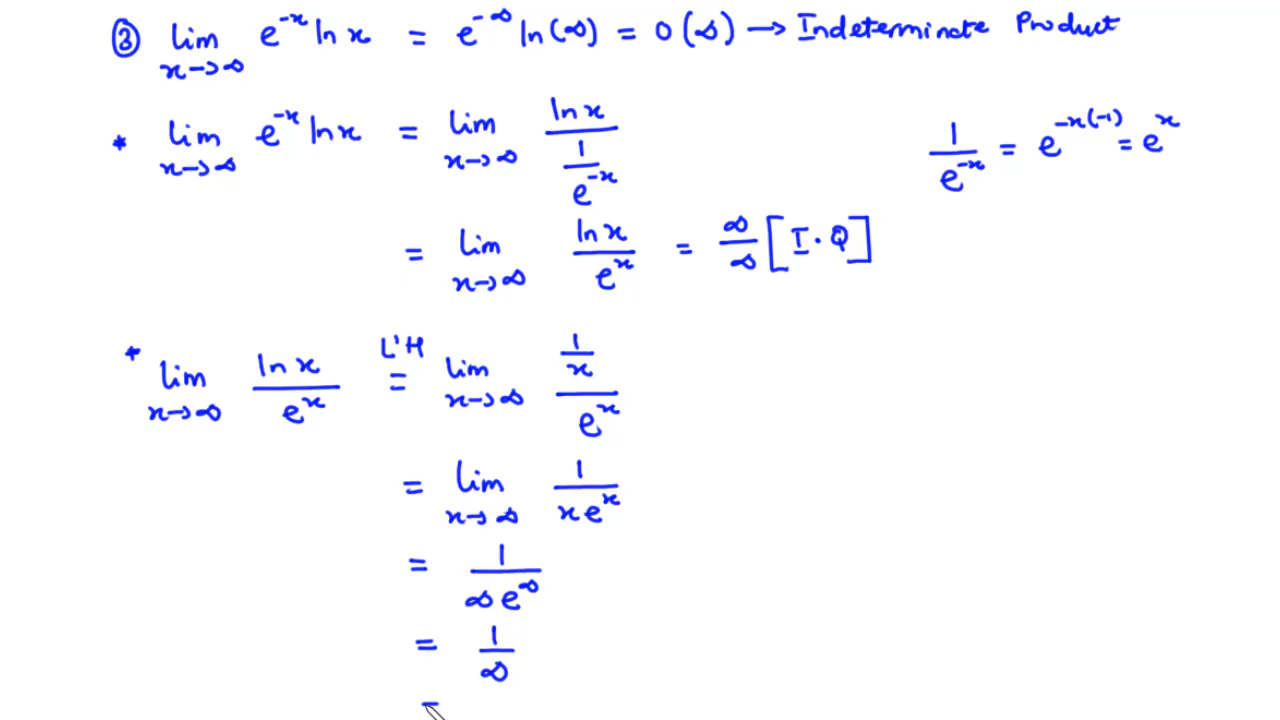 ③ lim x→∞ e^{-x} ln x = e^{-∞} ln(∞) = 0(∞) → Indeterminate Product
* lim x→∞ e^{-x} ln x = lim x→∞ ln x / (1 / e^{-x})
1 / e^{-x} = e^{-x(-1)} = e^x
= lim x→∞ ln x / e^x = ∞/∞ [I·Q]
* lim x→∞ ln x / e^x L'H = lim x→∞ (1/x) / e^x
= lim x→∞ 1 / x e^x
= 1 / ∞ e^∞
= 1 / ∞
=